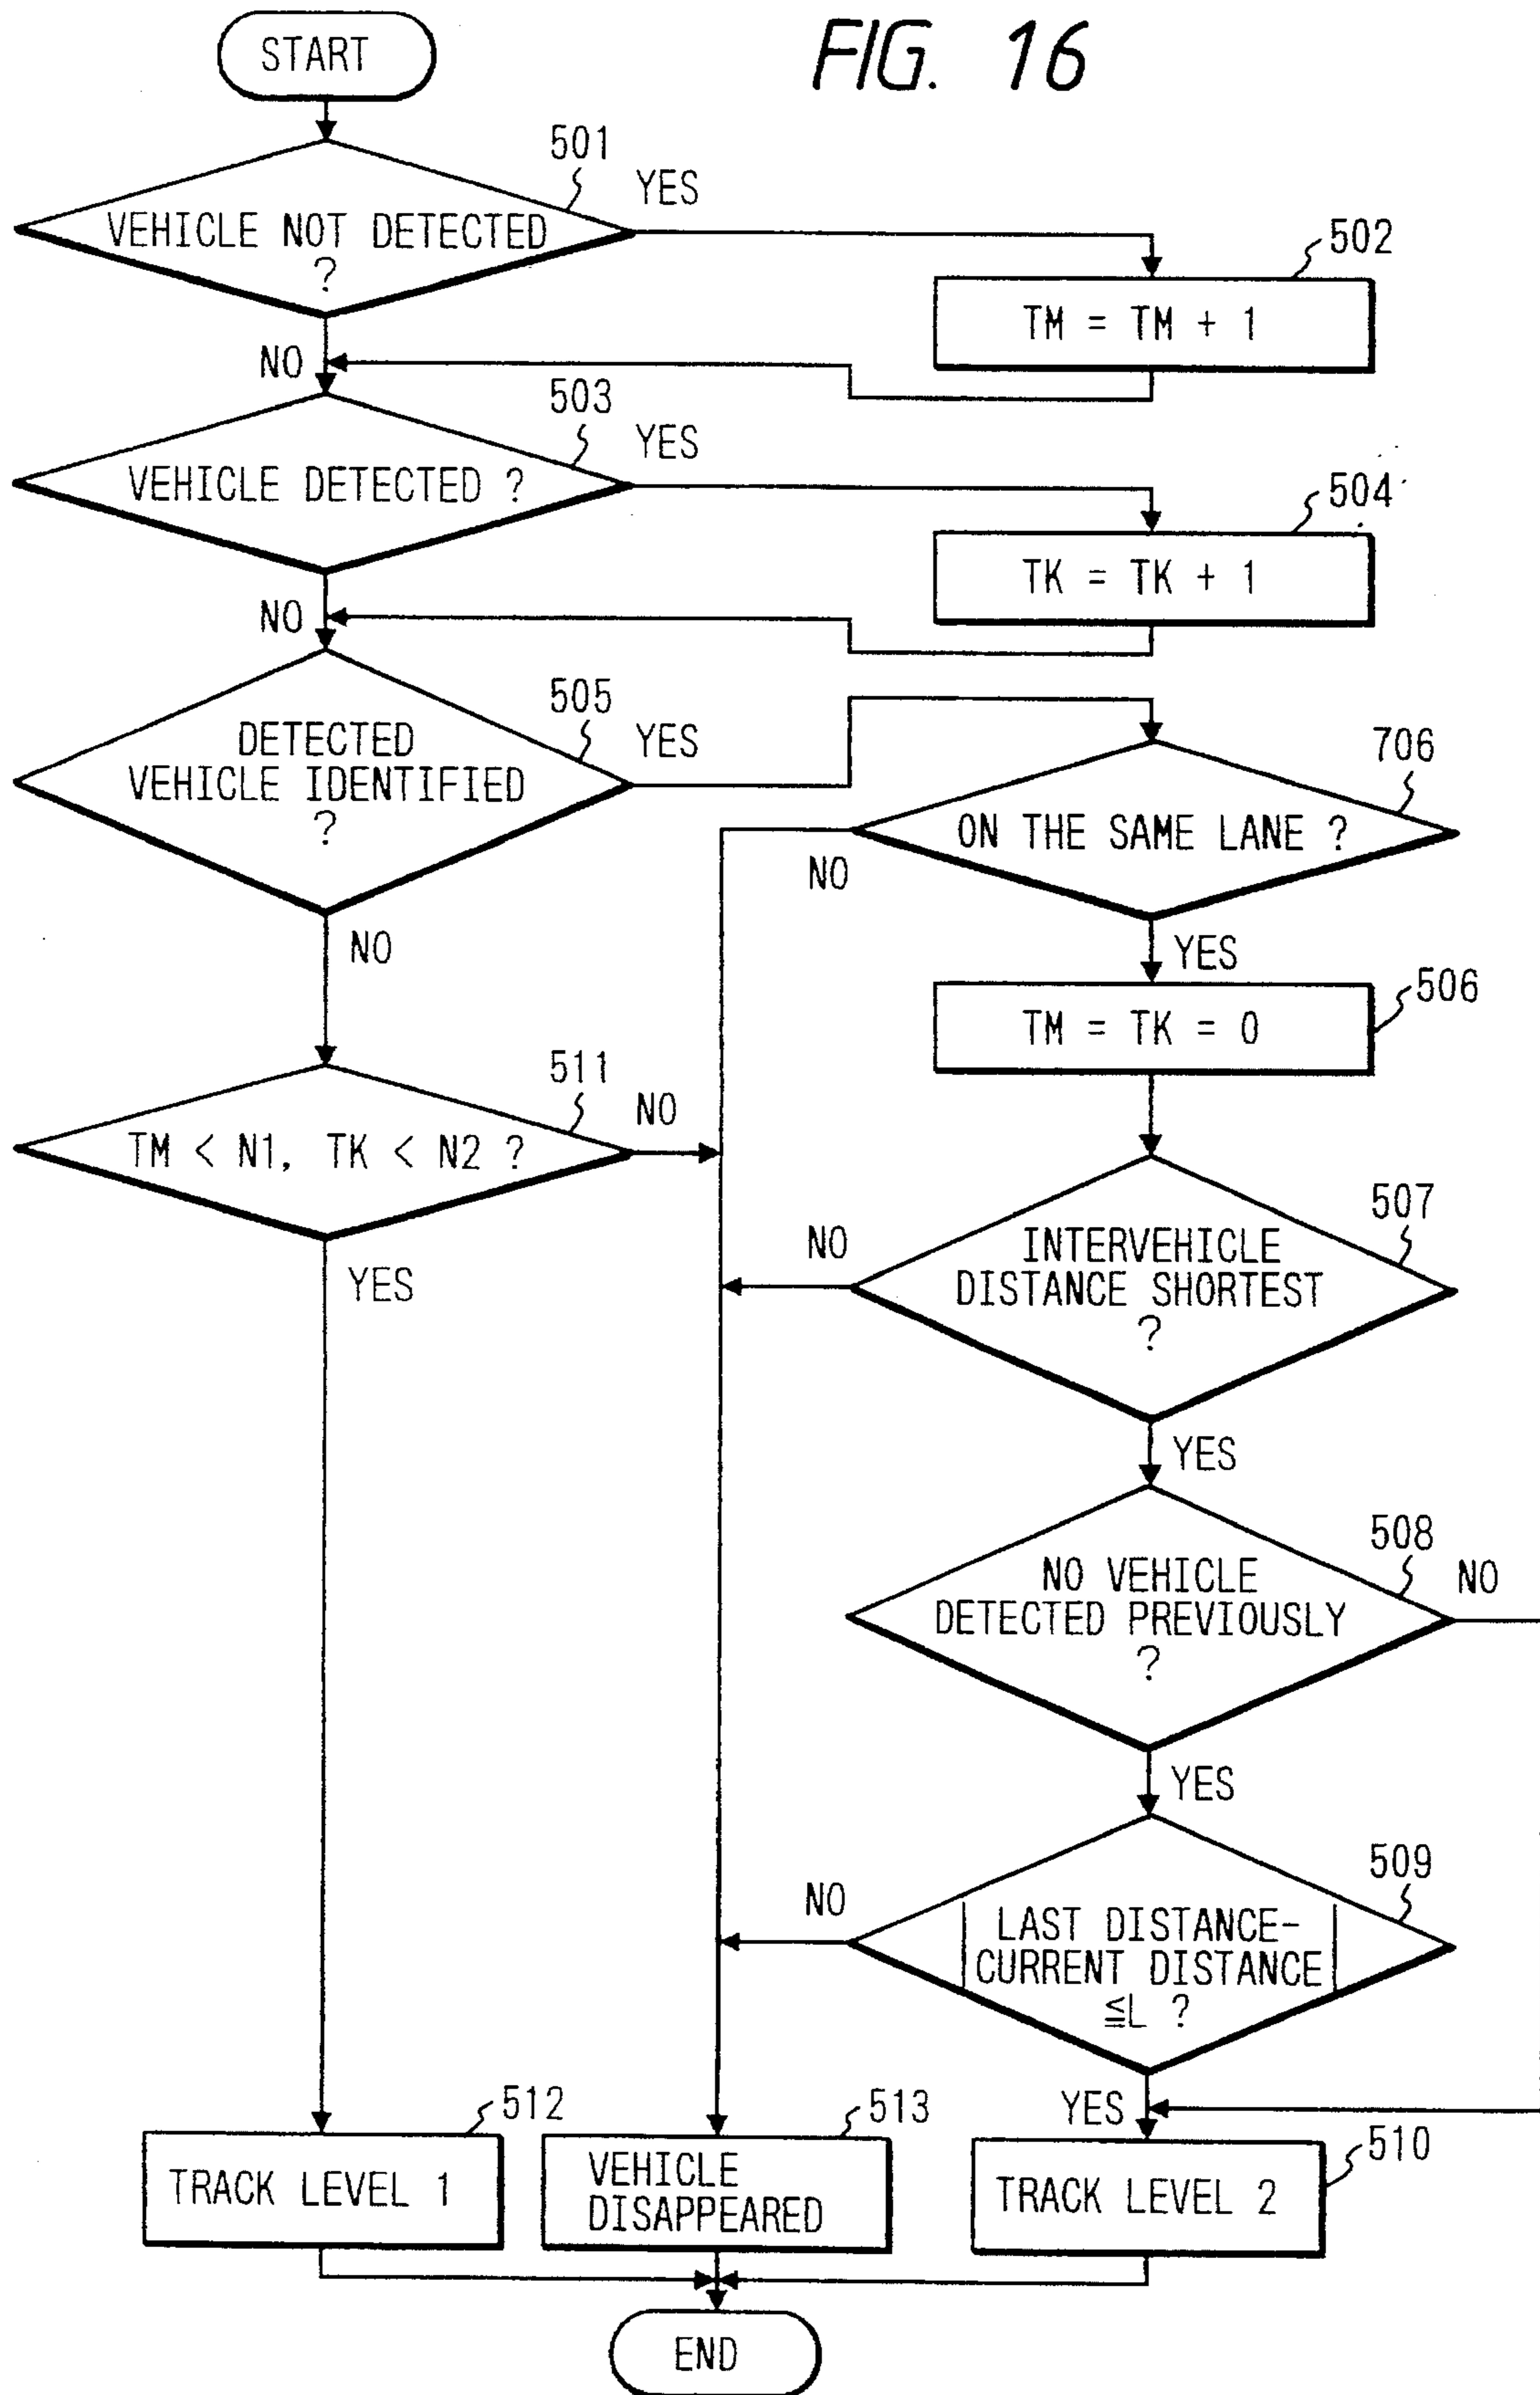 FIG. 16
START
501
YES
VEHICLE NOT DETECTED
?
502
TM = TM + 1
NO
503
YES
VEHICLE DETECTED ?
504
TK = TK + 1
NO
505
YES
DETECTED
VEHICLE IDENTIFIED
?
706
ON THE SAME LANE ?
NO
NO
YES
506
TM = TK = 0
511
NO
TM < N1, TK < N2 ?
YES
507
NO
INTERVEHICLE
DISTANCE SHORTEST
?
YES
508
NO
NO VEHICLE
DETECTED PREVIOUSLY
?
YES
509
NO
| LAST DISTANCE-
CURRENT DISTANCE |
≦L ?
YES
512
TRACK LEVEL 1
513
VEHICLE
DISAPPEARED
510
TRACK LEVEL 2
END